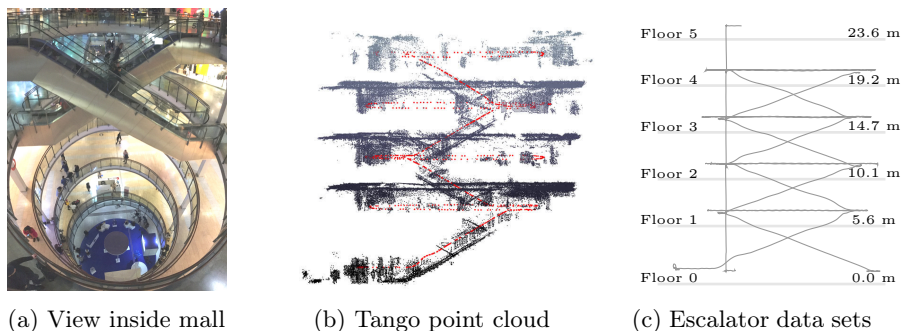 Floor 5 23.6 m
Floor 4 19.2 m
Floor 3 14.7 m
Floor 2 10.1 m
Floor 1 5.6 m
Floor 0 0.0 m
(a) View inside mall (b) Tango point cloud (c) Escalator data sets